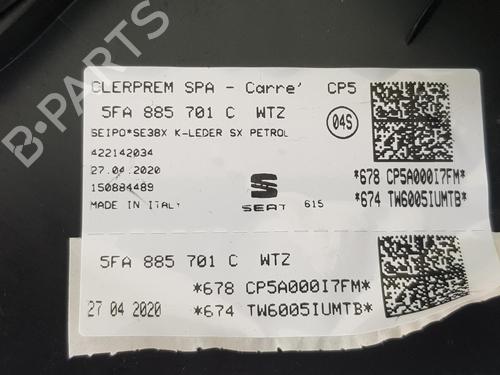 B-PARTS
CLERPREM SPA - Carre' CP5
5FA 885 701 C WTZ
SEIPO*SE38X K-LEDER SX PETROL
04S
422142034
27.04.2020
150884489
MADE IN ITALY
SEAT 615
*678 CP5A000I7FM*
*674 TW6005IUMTB*
5FA 885 701 C WTZ
*678 CP5A000I7FM*
27 04 2020 *674 TW6005IUMTB*